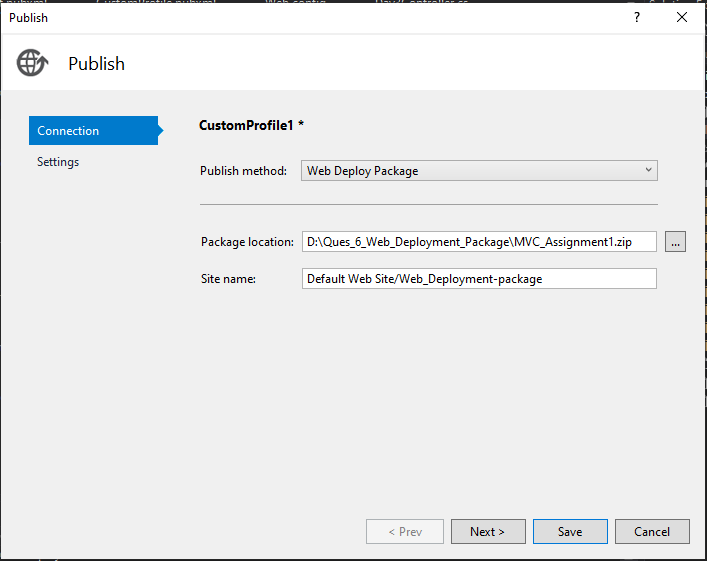 Publish
?
Publish
Connection
Settings
CustomProfile1 *
Publish method: Web Deploy Package
Package location: D:\Ques_6_Web_Deployment_Package\MVC_Assignment1.zip ...
Site name: Default Web Site/Web_Deployment-package
< Prev Next > Save Cancel